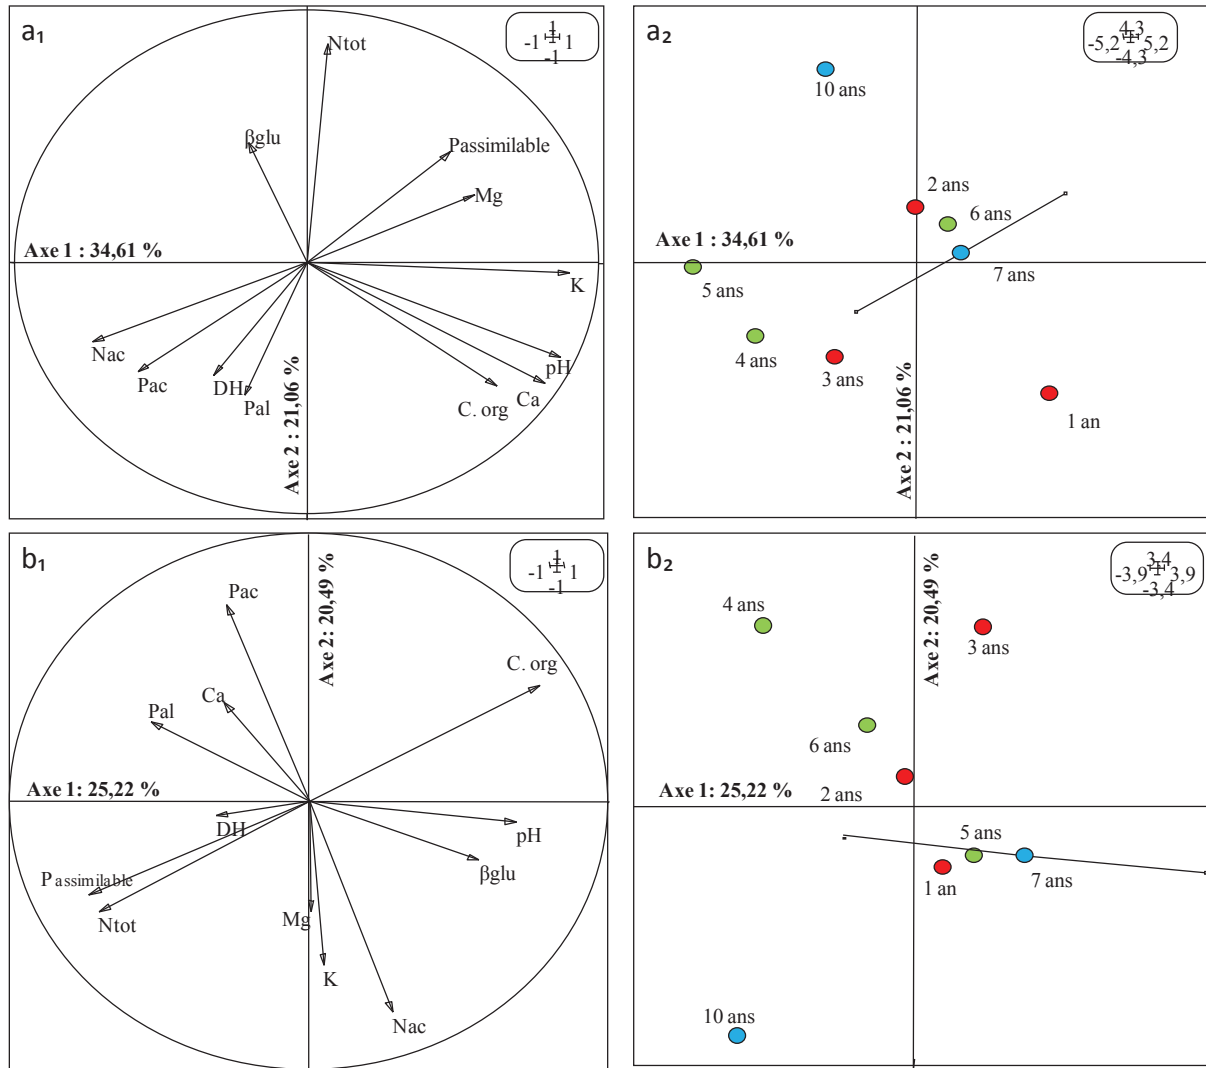 a₁
1
-1 1
-1
Ntot
βglu
Passimilable
Mg
Axe 1 : 34,61 %
K
Nac
Pac
DH
Pal
pH
Ca
C. org
Axe 2 : 21,06 %
a₂
4,3
-5,2 5,2
-4,3
10 ans
2 ans
6 ans
Axe 1 : 34,61 %
7 ans
5 ans
4 ans
3 ans
1 an
Axe 2 : 21,06 %
b₁
1
-1 1
-1
Axe 2: 20,49 %
Pac
C. org
Ca
Pal
Axe 1: 25,22 %
DH
pH
βglu
Passimilable
Ntot
Mg
K
Nac
b₂
3,4
-3,9 3,9
-3,4
Axe 2: 20,49 %
4 ans
3 ans
6 ans
Axe 1: 25,22 %
2 ans
5 ans
1 an
7 ans
10 ans